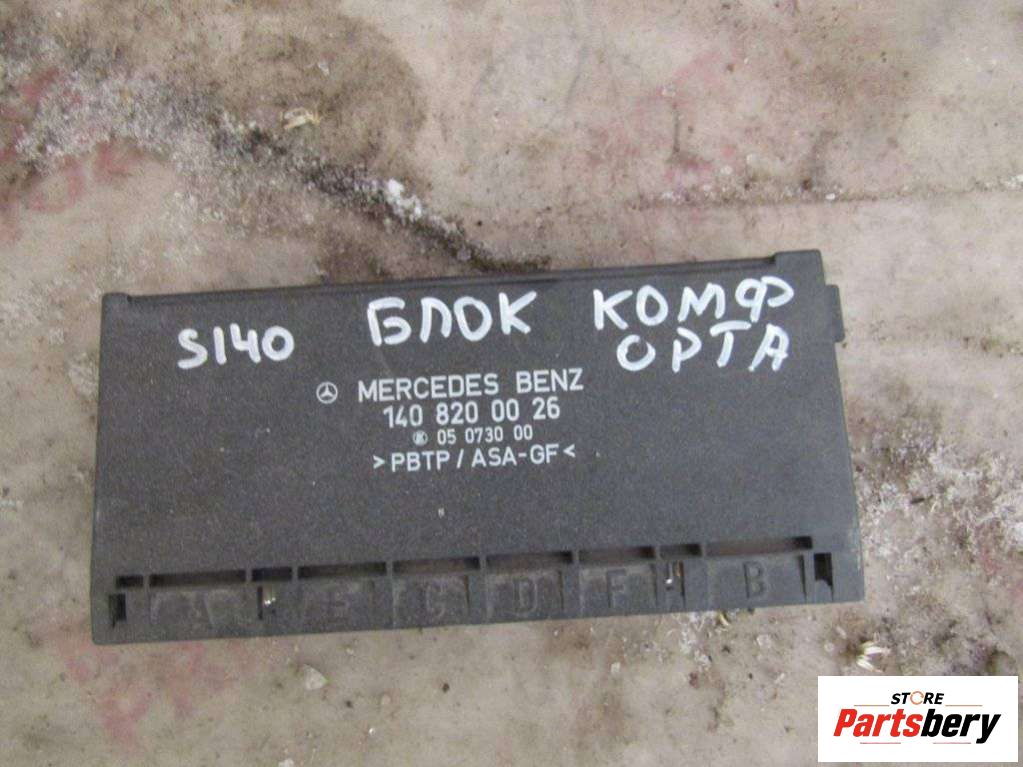 S140 БЛОК КОМФ
ОРТА
MERCEDES BENZ
140 820 00 26
05 0730 00
>PBTP/ASA-GF<
A E C D F B
STORE
Partsbery